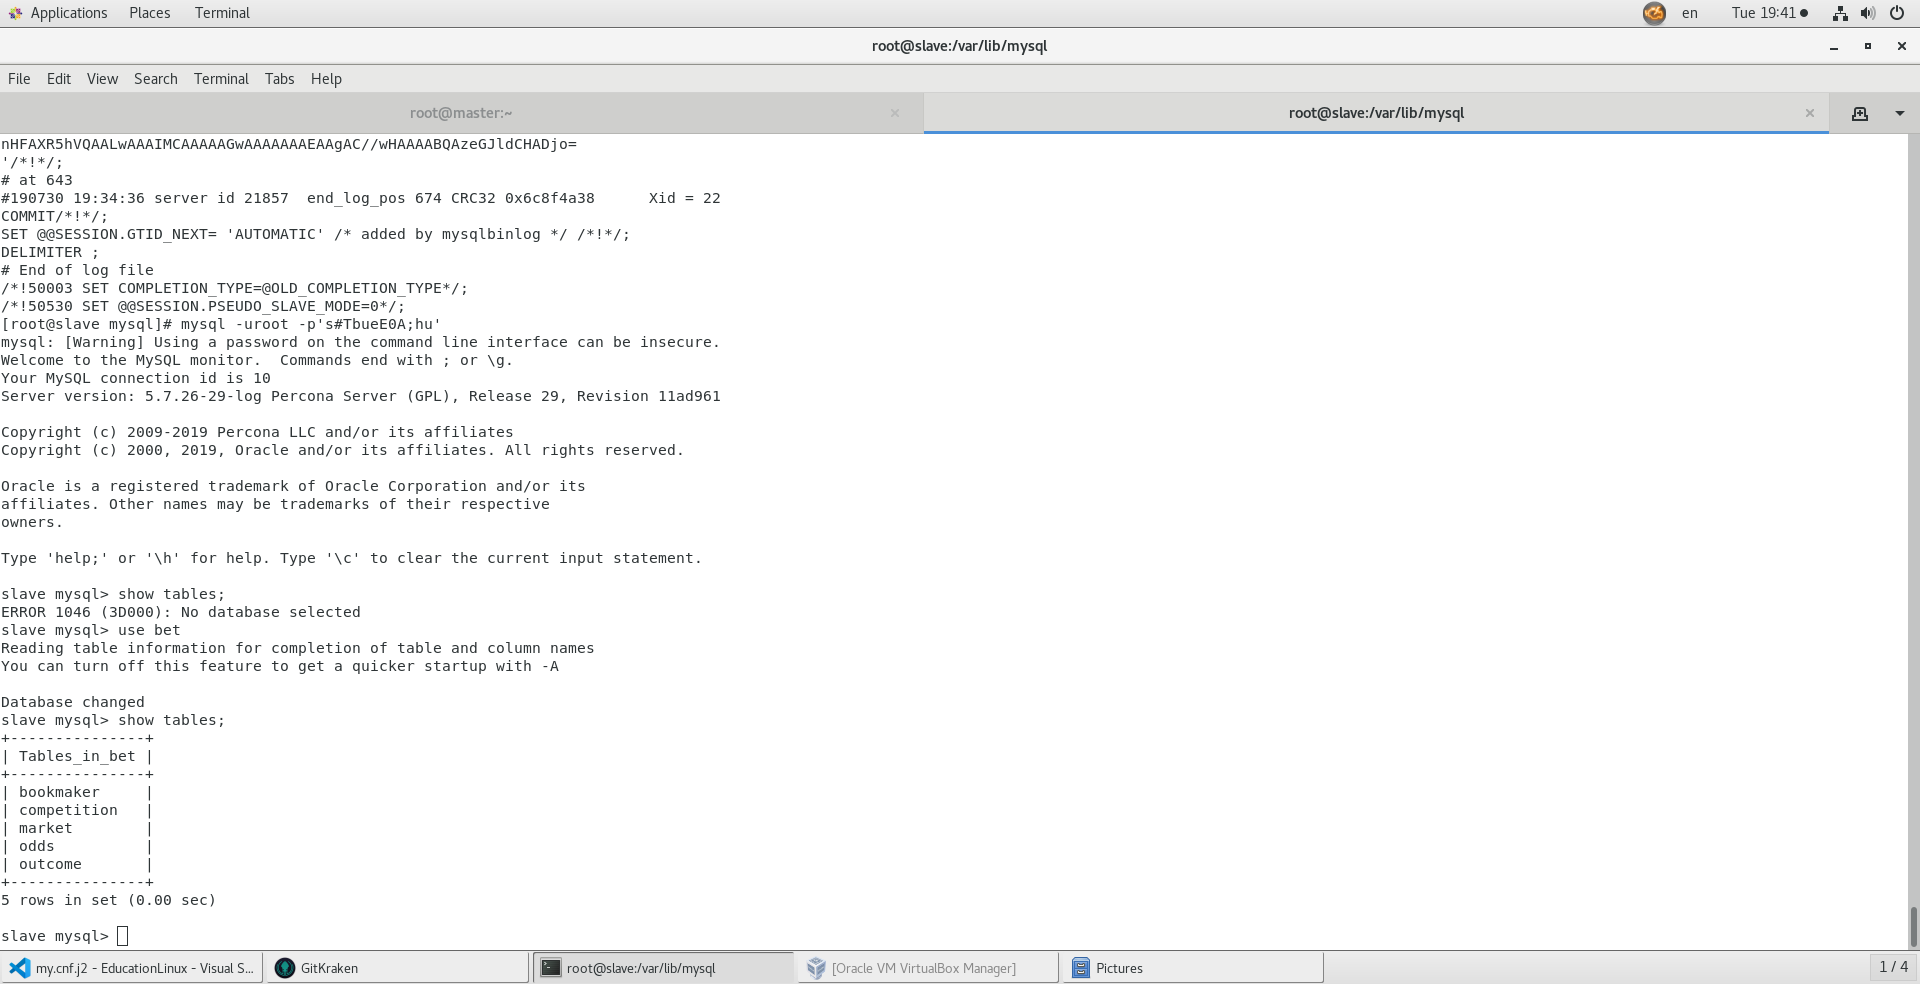 Applications Places Terminal en Tue 19:41
root@slave:/var/lib/mysql
File Edit View Search Terminal Tabs Help
root@master:~ root@slave:/var/lib/mysql
nHFAXR5hVQAALwAAAIMCAAAAAGwAAAAAAAEAAgAC//wHAAAABQAzeGJldCHADjo=
'/*!*/;
# at 643
#190730 19:34:36 server id 21857  end_log_pos 674 CRC32 0x6c8f4a38      Xid = 22
COMMIT/*!*/;
SET @@SESSION.GTID_NEXT= 'AUTOMATIC' /* added by mysqlbinlog */ /*!*/;
DELIMITER ;
# End of log file
/*!50003 SET COMPLETION_TYPE=@OLD_COMPLETION_TYPE*/;
/*!50530 SET @@SESSION.PSEUDO_SLAVE_MODE=0*/;
[root@slave mysql]# mysql -uroot -p's#TbueE0A;hu'
mysql: [Warning] Using a password on the command line interface can be insecure.
Welcome to the MySQL monitor.  Commands end with ; or \g.
Your MySQL connection id is 10
Server version: 5.7.26-29-log Percona Server (GPL), Release 29, Revision 11ad961
Copyright (c) 2009-2019 Percona LLC and/or its affiliates
Copyright (c) 2000, 2019, Oracle and/or its affiliates. All rights reserved.
Oracle is a registered trademark of Oracle Corporation and/or its
affiliates. Other names may be trademarks of their respective
owners.
Type 'help;' or '\h' for help. Type '\c' to clear the current input statement.
slave mysql> show tables;
ERROR 1046 (3D000): No database selected
slave mysql> use bet
Reading table information for completion of table and column names
You can turn off this feature to get a quicker startup with -A
Database changed
slave mysql> show tables;
+---------------+
| Tables_in_bet |
+---------------+
| bookmaker     |
| competition   |
| market        |
| odds          |
| outcome       |
+---------------+
5 rows in set (0.00 sec)
slave mysql>
my.cnf.j2 - EducationLinux - Visual S... GitKraken root@slave:/var/lib/mysql [Oracle VM VirtualBox Manager] Pictures 1 / 4